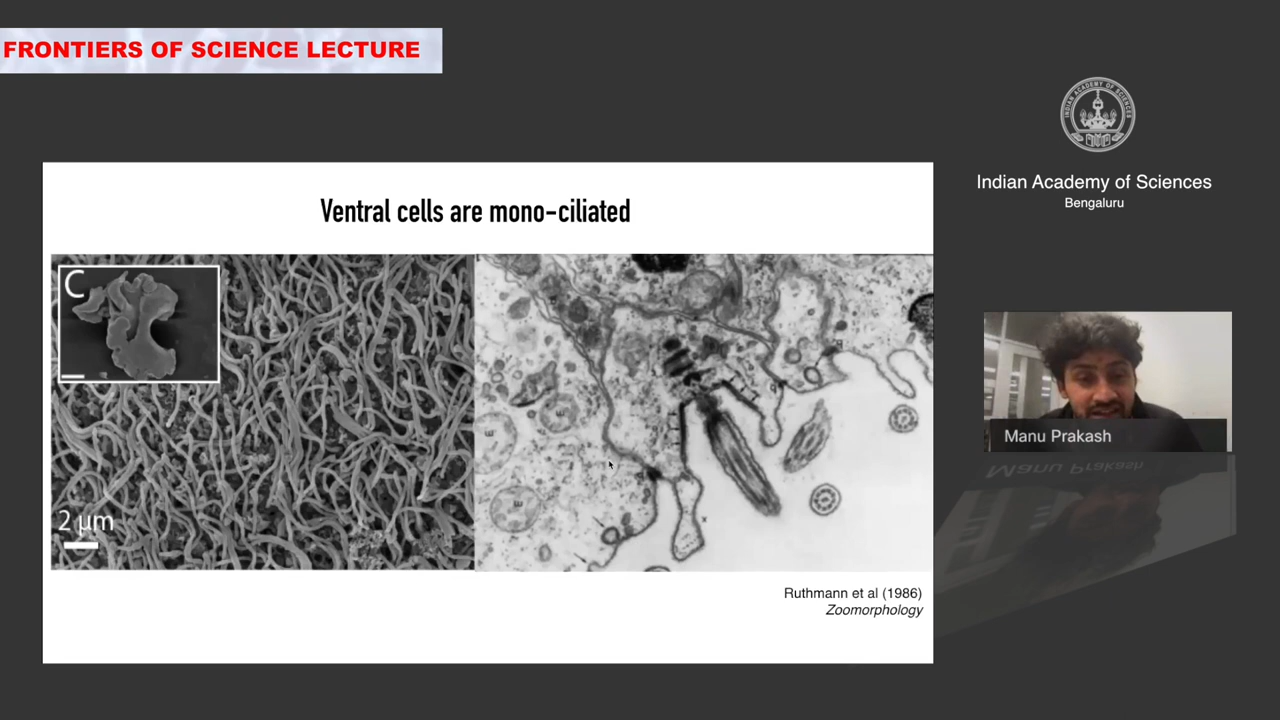 FRONTIERS OF SCIENCE LECTURE
Indian Academy of Sciences
Bengaluru
Ventral cells are mono-ciliated
C
2 µm
Manu Prakash
Ruthmann et al (1986)
Zoomorphology